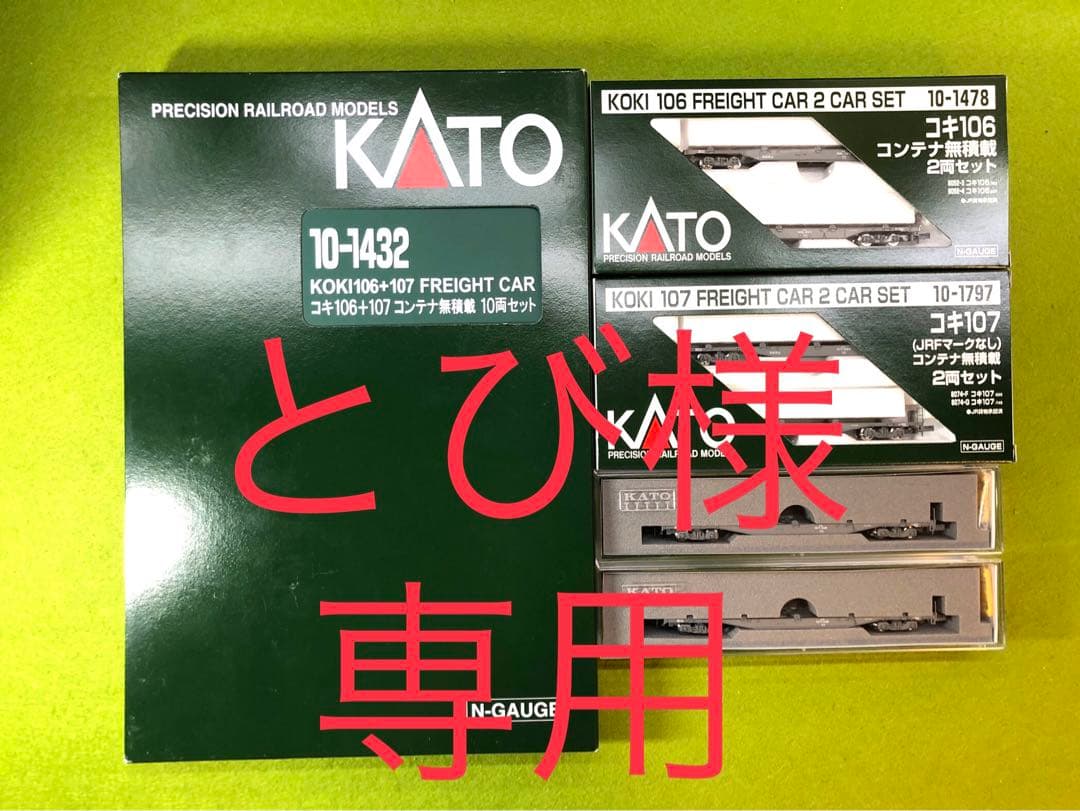 PRECISION RAILROAD MODELS
KATO
10-1432
KOKI106+107 FREIGHT CAR
コキ106+107 コンテナ無積載 10両セット
N-GAUGE
KOKI 106 FREIGHT CAR 2 CAR SET 10-1478
コキ106
コンテナ無積載
2両セット
KATO
PRECISION RAILROAD MODELS
N-GAUGE
KOKI 107 FREIGHT CAR 2 CAR SET 10-1797
コキ107
(JRFマークなし)
コンテナ無積載
2両セット
KATO
PRECISION RAILROAD MODELS
N-GAUGE
KATO
KATO
とび様
専用